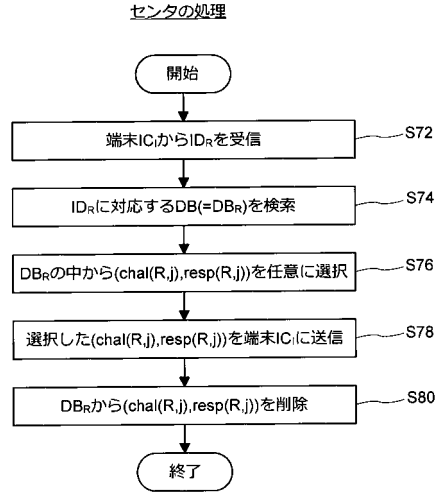 センタの処理
開始
端末ICIからIDRを受信
S72
IDRに対応するDB(=DBR)を検索
S74
DBRの中から(chal(R,j),resp(R,j))を任意に選択
S76
選択した(chal(R,j),resp(R,j))を端末ICIに送信
S78
DBRから(chal(R,j),resp(R,j))を削除
S80
終了